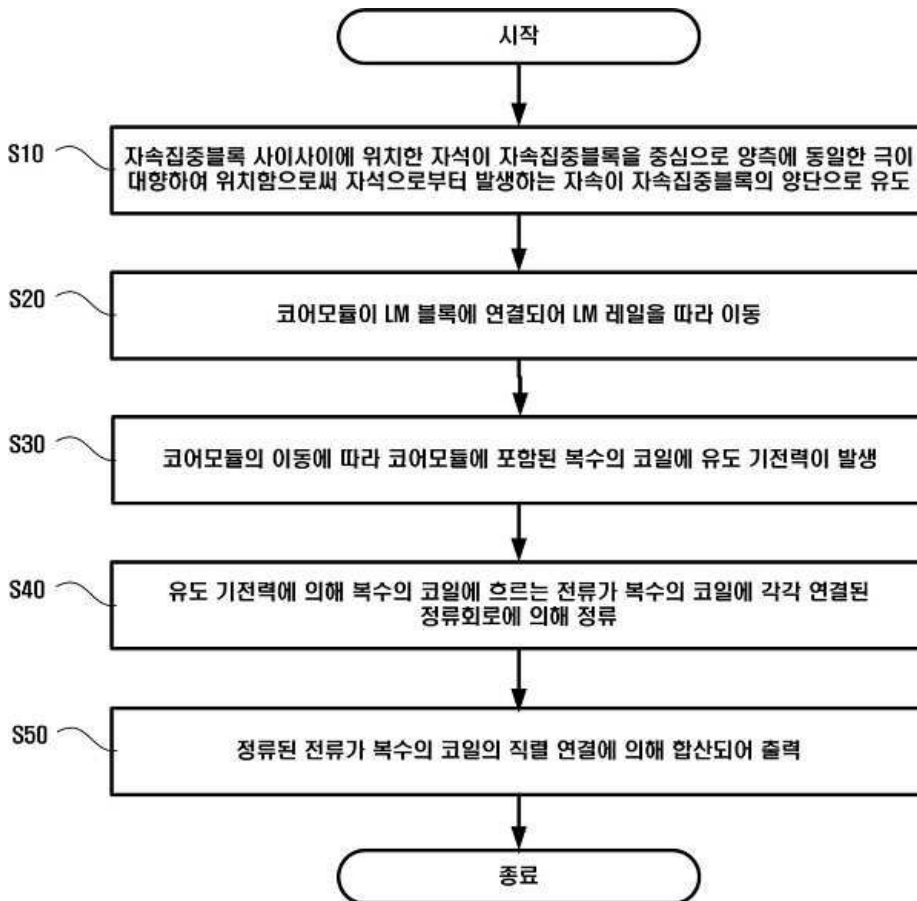 시작
S10
자속집중블록 사이사이에 위치한 자석이 자속집중블록을 중심으로 양측에 동일한 극이
대향하여 위치함으로써 자석으로부터 발생하는 자속이 자속집중블록의 양단으로 유도
S20
코어모듈이 LM 블록에 연결되어 LM 레일을 따라 이동
S30
코어모듈의 이동에 따라 코어모듈에 포함된 복수의 코일에 유도 기전력이 발생
S40
유도 기전력에 의해 복수의 코일에 흐르는 전류가 복수의 코일에 각각 연결된
정류회로에 의해 정류
S50
정류된 전류가 복수의 코일의 직렬 연결에 의해 합산되어 출력
종료